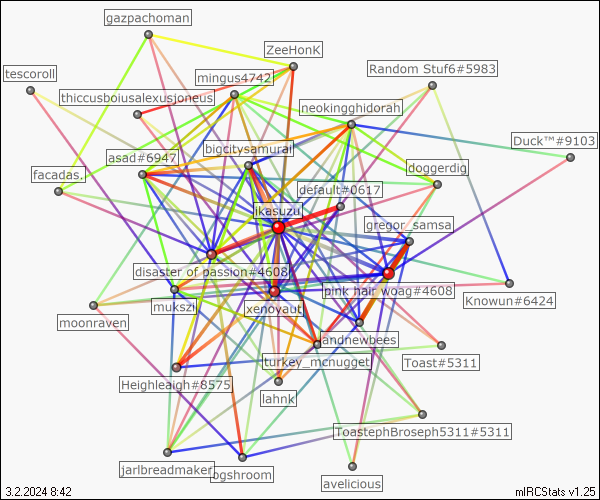 gazpachoman
ZeeHonK
tescoroll
mingus4742
Random Stuf6#5983
thiccusboiusalexusjoneus
neokingghidorah
Duck™#9103
asad#6947
bigcitysamurai
doggerdig
facadas,
default#0617
ikasuzu
gregor_samsa
disaster of passion#4608
pink hair woag#4608
mukszii
xenoyaut
Knowun#6424
moonraven
andnewbees
turkey_mcnugget
Toast#5311
Heighleaigh#8575
lahnk
ToastephBroseph5311#5311
jarlbreadmaker
bgshroom
avelicious
3.2.2024 8:42
mIRCStats v1.25